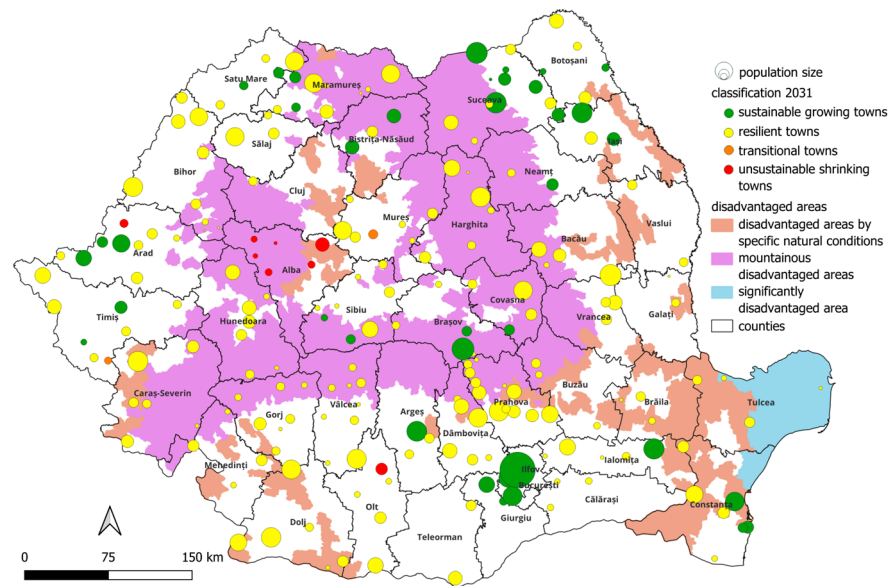 population size
classification 2031
sustainable growing towns
resilient towns
transitional towns
unsustainable shrinking
towns
disadvantaged areas
disadvantaged areas by
specific natural conditions
mountainous
disadvantaged areas
significantly
disadvantaged area
counties
Botoșani
Satu Mare
Maramureș
Suceava
Bistrița-Năsăud
Iași
Sălaj
Bihor
Neamț
Cluj
Mureș
Harghita
Vaslui
Bacău
Arad
Alba
Covasna
Timiș
Hunedoara
Sibiu
Brașov
Vrancea
Galați
Caraș-Severin
Buzău
Brăila
Tulcea
Gorj
Vâlcea
Argeș
Prahova
Dâmbovița
Mehedinți
Ilfov
Ialomița
București
Olt
Călărași
Constanța
Giurgiu
Dolj
Teleorman
0 75 150 km